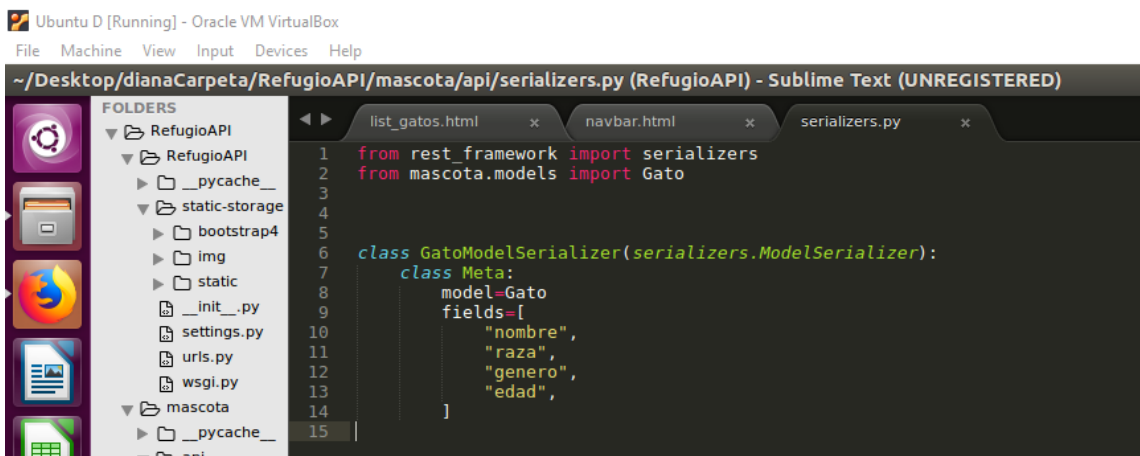 Ubuntu D [Running] - Oracle VM VirtualBox
File Machine View Input Devices Help
~/Desktop/dianaCarpeta/RefugioAPI/mascota/api/serializers.py (RefugioAPI) - Sublime Text (UNREGISTERED)
FOLDERS
RefugioAPI
RefugioAPI
__pycache__
static-storage
bootstrap4
img
static
__init__.py
settings.py
urls.py
wsgi.py
mascota
__pycache__
list_gatos.html × navbar.html × serializers.py ×
1 from rest_framework import serializers
2 from mascota.models import Gato
3
4
5
6 class GatoModelSerializer(serializers.ModelSerializer):
7 class Meta:
8 model=Gato
9 fields=[
10 "nombre",
11 "raza",
12 "genero",
13 "edad",
14 ]
15